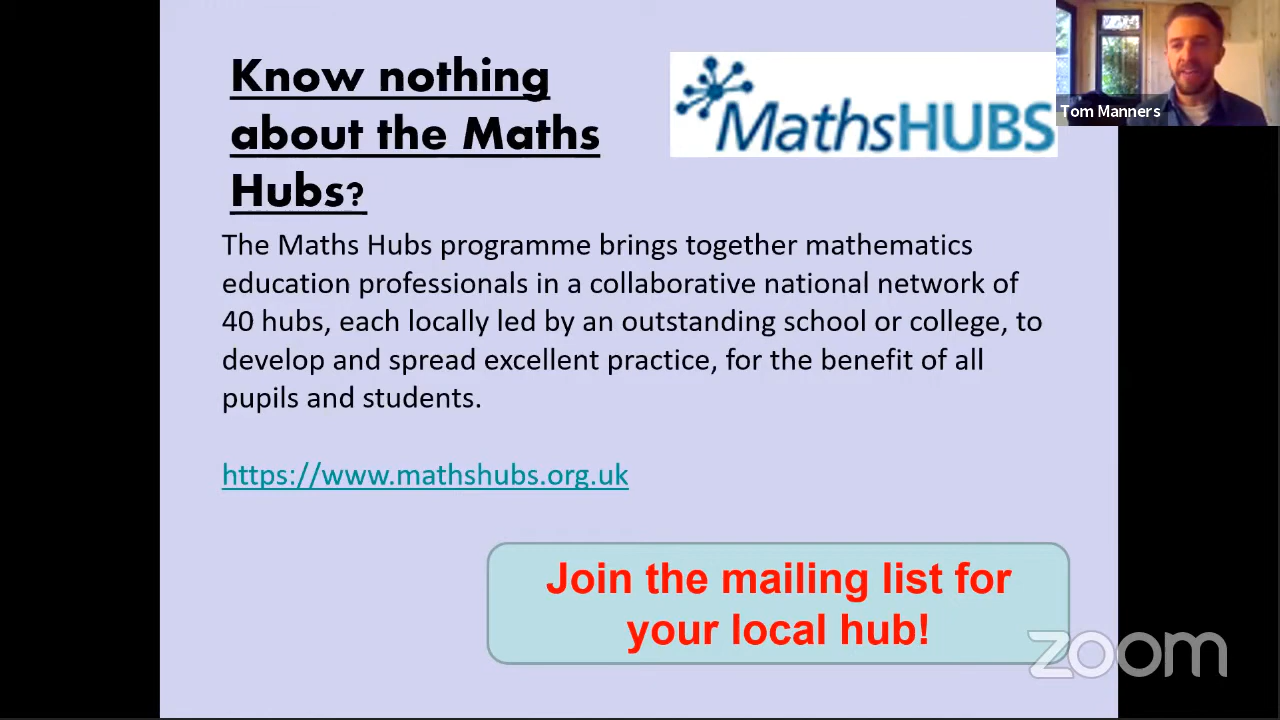 Know nothing
about the Maths
Hubs?
MathsHUBS
Tom Manners
The Maths Hubs programme brings together mathematics
education professionals in a collaborative national network of
40 hubs, each locally led by an outstanding school or college, to
develop and spread excellent practice, for the benefit of all
pupils and students.
https://www.mathshubs.org.uk
Join the mailing list for
your local hub!
zoom